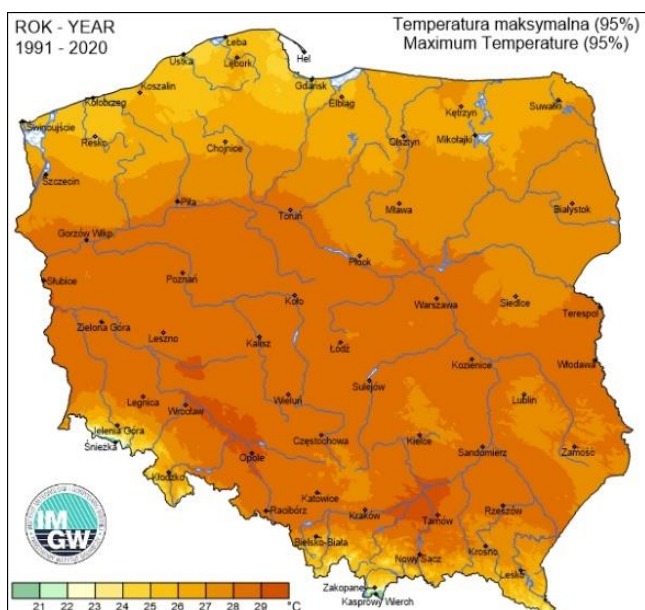 ROK - YEAR
1991 - 2020
Temperatura maksymalna (95%)
Maximum Temperature (95%)
Łeba
Hel
Ustka
Lębork
Gdańsk
Koszalin
Kołobrzeg
Elbląg
Kętrzyn
Suwałki
Świnoujście
Resko
Chojnice
Olsztyn
Mikołajki
Szczecin
Piła
Toruń
Mława
Białystok
Gorzów Wlkp.
Płock
Słubice
Poznań
Koło
Warszawa
Siedlce
Terespol
Zielona Góra
Leszno
Kalisz
Łódź
Kozienice
Włodawa
Sulejów
Legnica
Wrocław
Wieluń
Lublin
Jelenia Góra
Śnieżka
Częstochowa
Kielce
Sandomierz
Zamość
Opole
Kłodzko
Katowice
Racibórz
Kraków
Tarnów
Rzeszów
Bielsko-Biała
Nowy Sącz
Krosno
Lesko
Zakopane
Kasprowy Wierch
IM
GW
21 22 23 24 25 26 27 28 29 °C